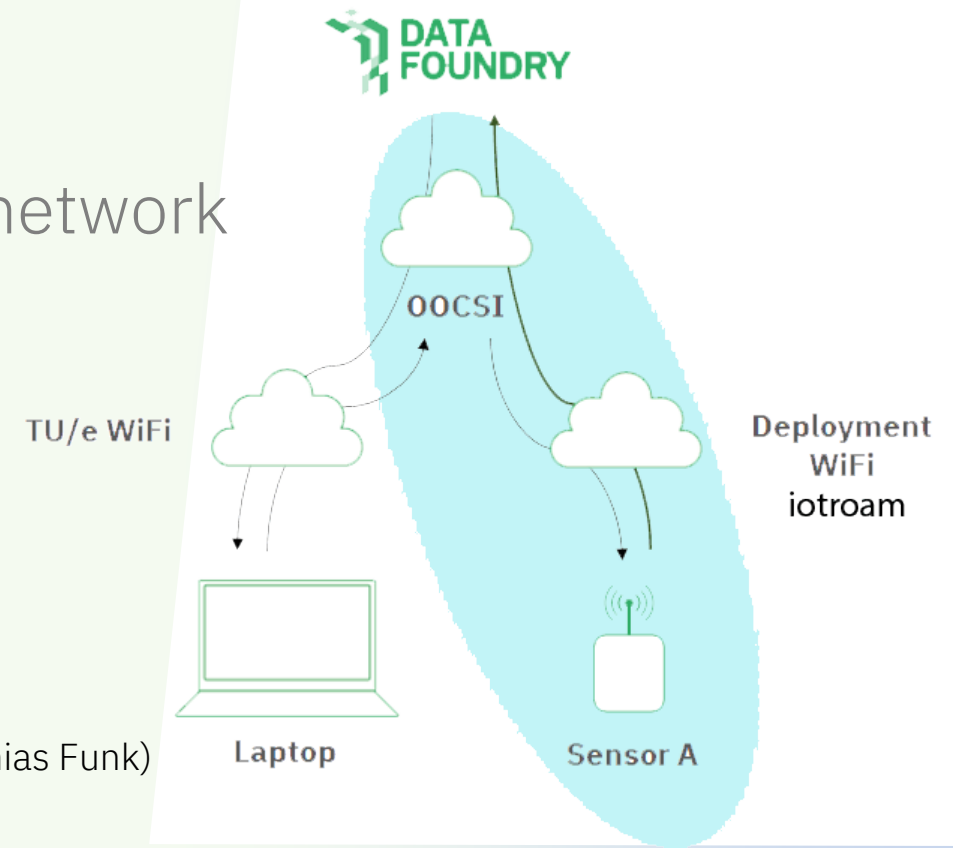 DATA
FOUNDRY
network
OOCSI
TU/e WiFi
Deployment
WiFi
iotroam
Laptop
Sensor A
ias Funk)